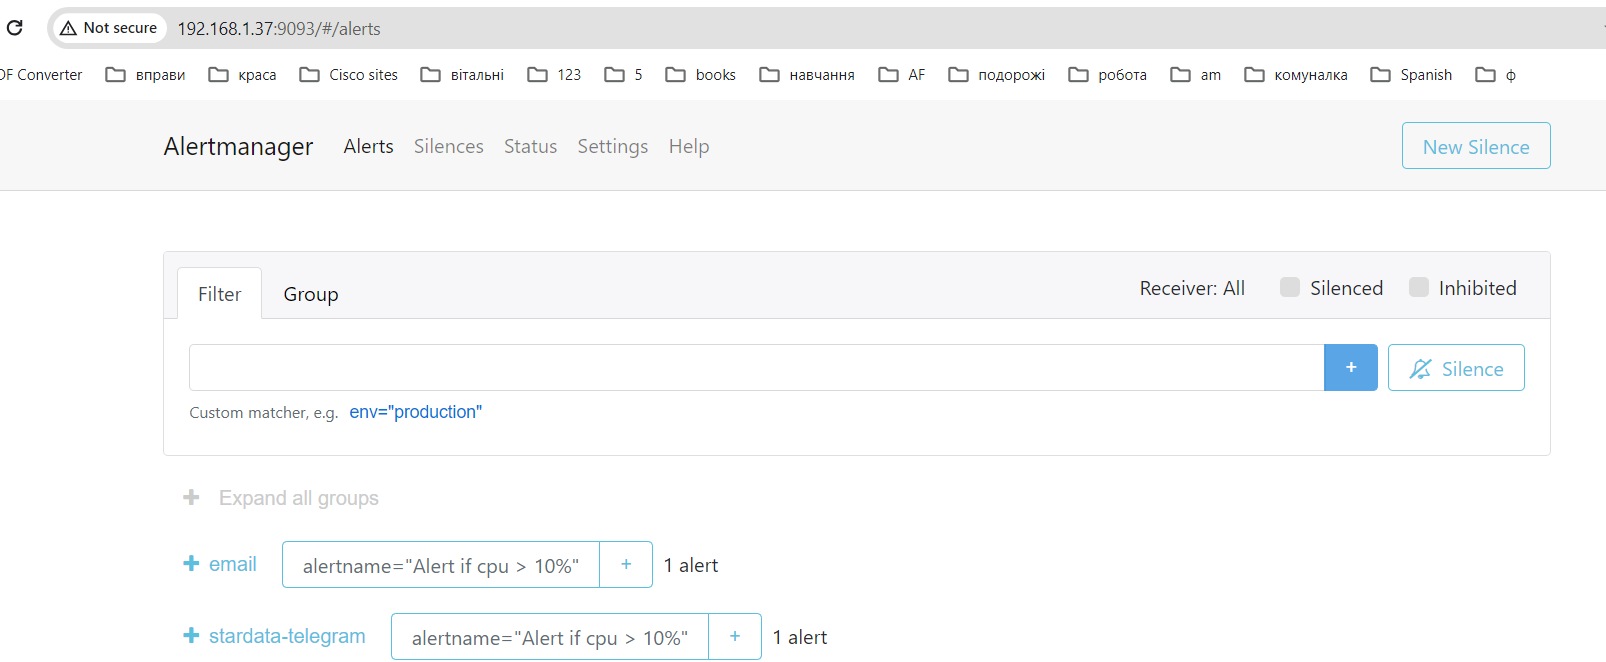 Not secure 192.168.1.37:9093/#/alerts
DF Converter вправи краса Cisco sites вітальні 123 5 books навчання AF подорожі робота am комуналка Spanish ф
Alertmanager Alerts Silences Status Settings Help New Silence
Filter Group Receiver: All Silenced Inhibited
+ Silence
Custom matcher, e.g. env="production"
+ Expand all groups
+ email alertname="Alert if cpu > 10%" + 1 alert
+ stardata-telegram alertname="Alert if cpu > 10%" + 1 alert